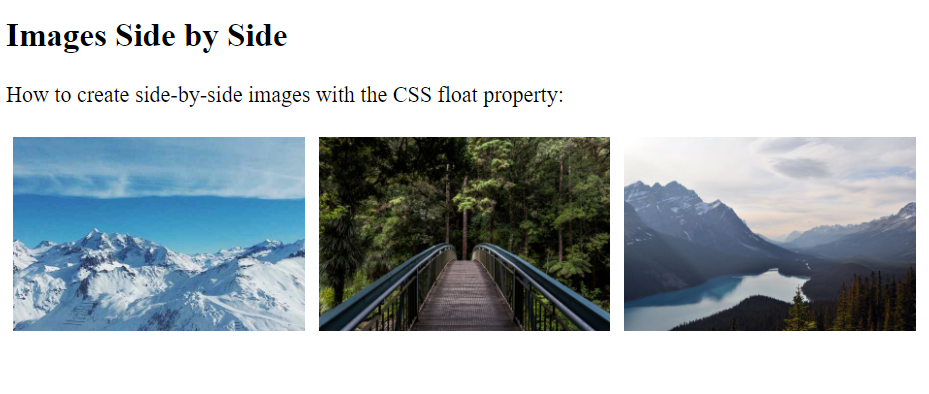 Images Side by Side
How to create side-by-side images with the CSS float property: